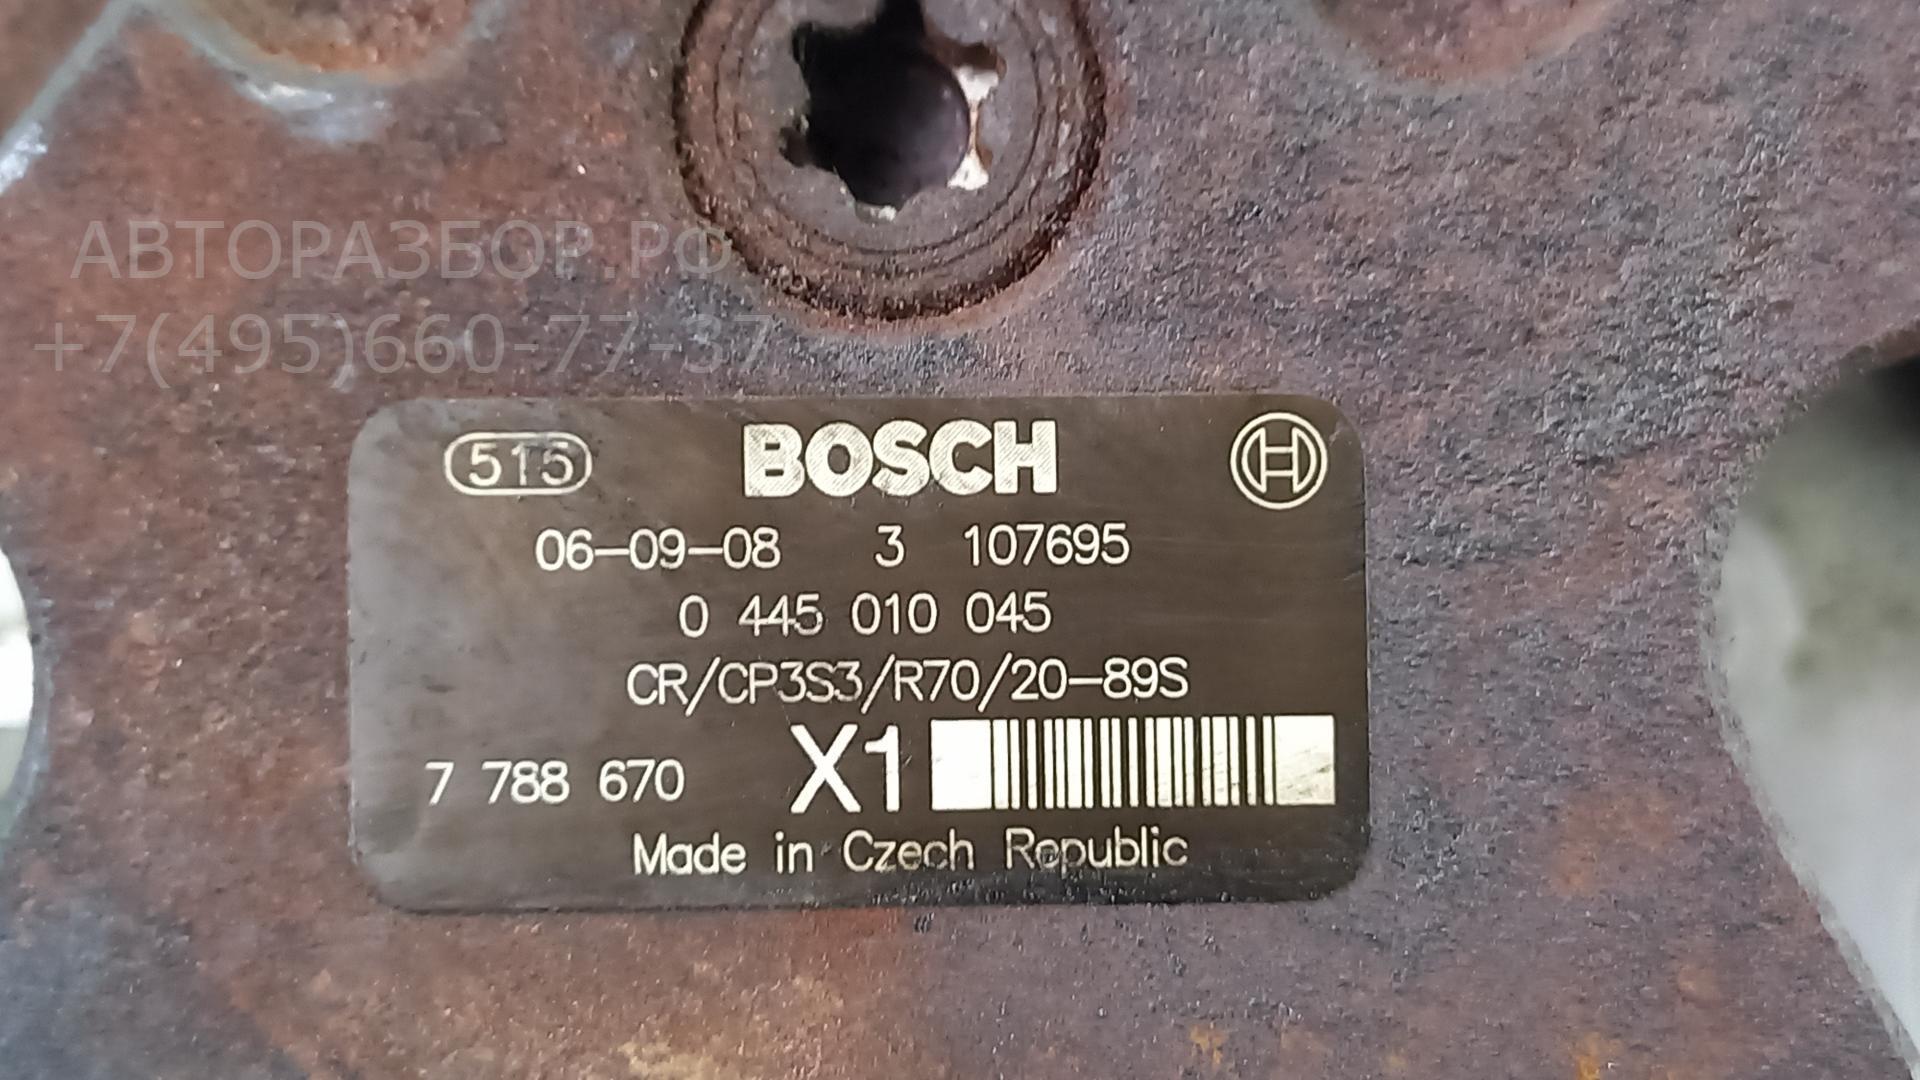 АВТОРАЗБОР.РФ
+7(495)660-77-37
515 BOSCH
06-09-08 3 107695
0 445 010 045
CR/CP3S3/R70/20-89S
7 788 670 X1
Made in Czech Republic